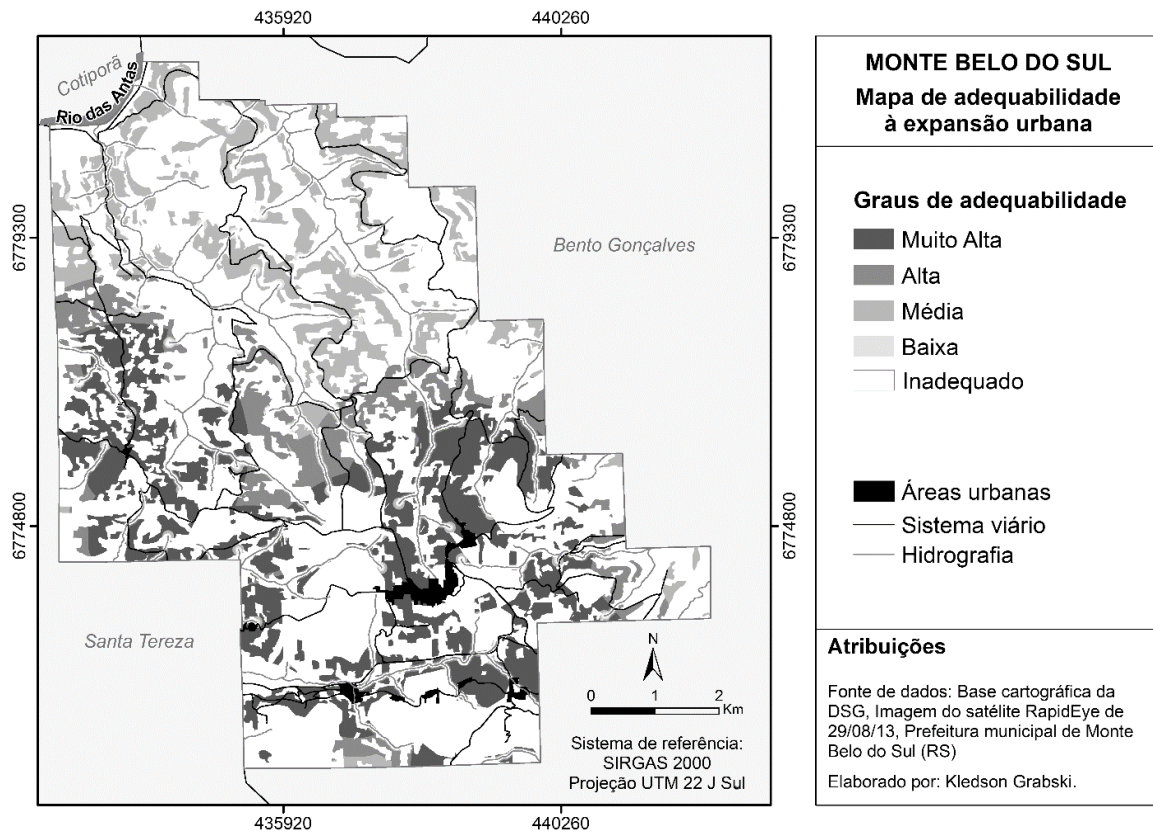 435920
440260
MONTE BELO DO SUL
Mapa de adequabilidade
à expansão urbana
Cotiporã
Rio das Antas
Bento Gonçalves
Santa Tereza
6779300
6779300
6774800
6774800
Graus de adequabilidade
Muito Alta
Alta
Média
Baixa
Inadequado
Áreas urbanas
Sistema viário
Hidrografia
N
0 1 2
Km
Sistema de referência:
SIRGAS 2000
Projeção UTM 22 J Sul
435920
440260
Atribuições
Fonte de dados: Base cartográfica da
DSG, Imagem do satélite RapidEye de
29/08/13, Prefeitura municipal de Monte
Belo do Sul (RS)
Elaborado por: Kledson Grabski.